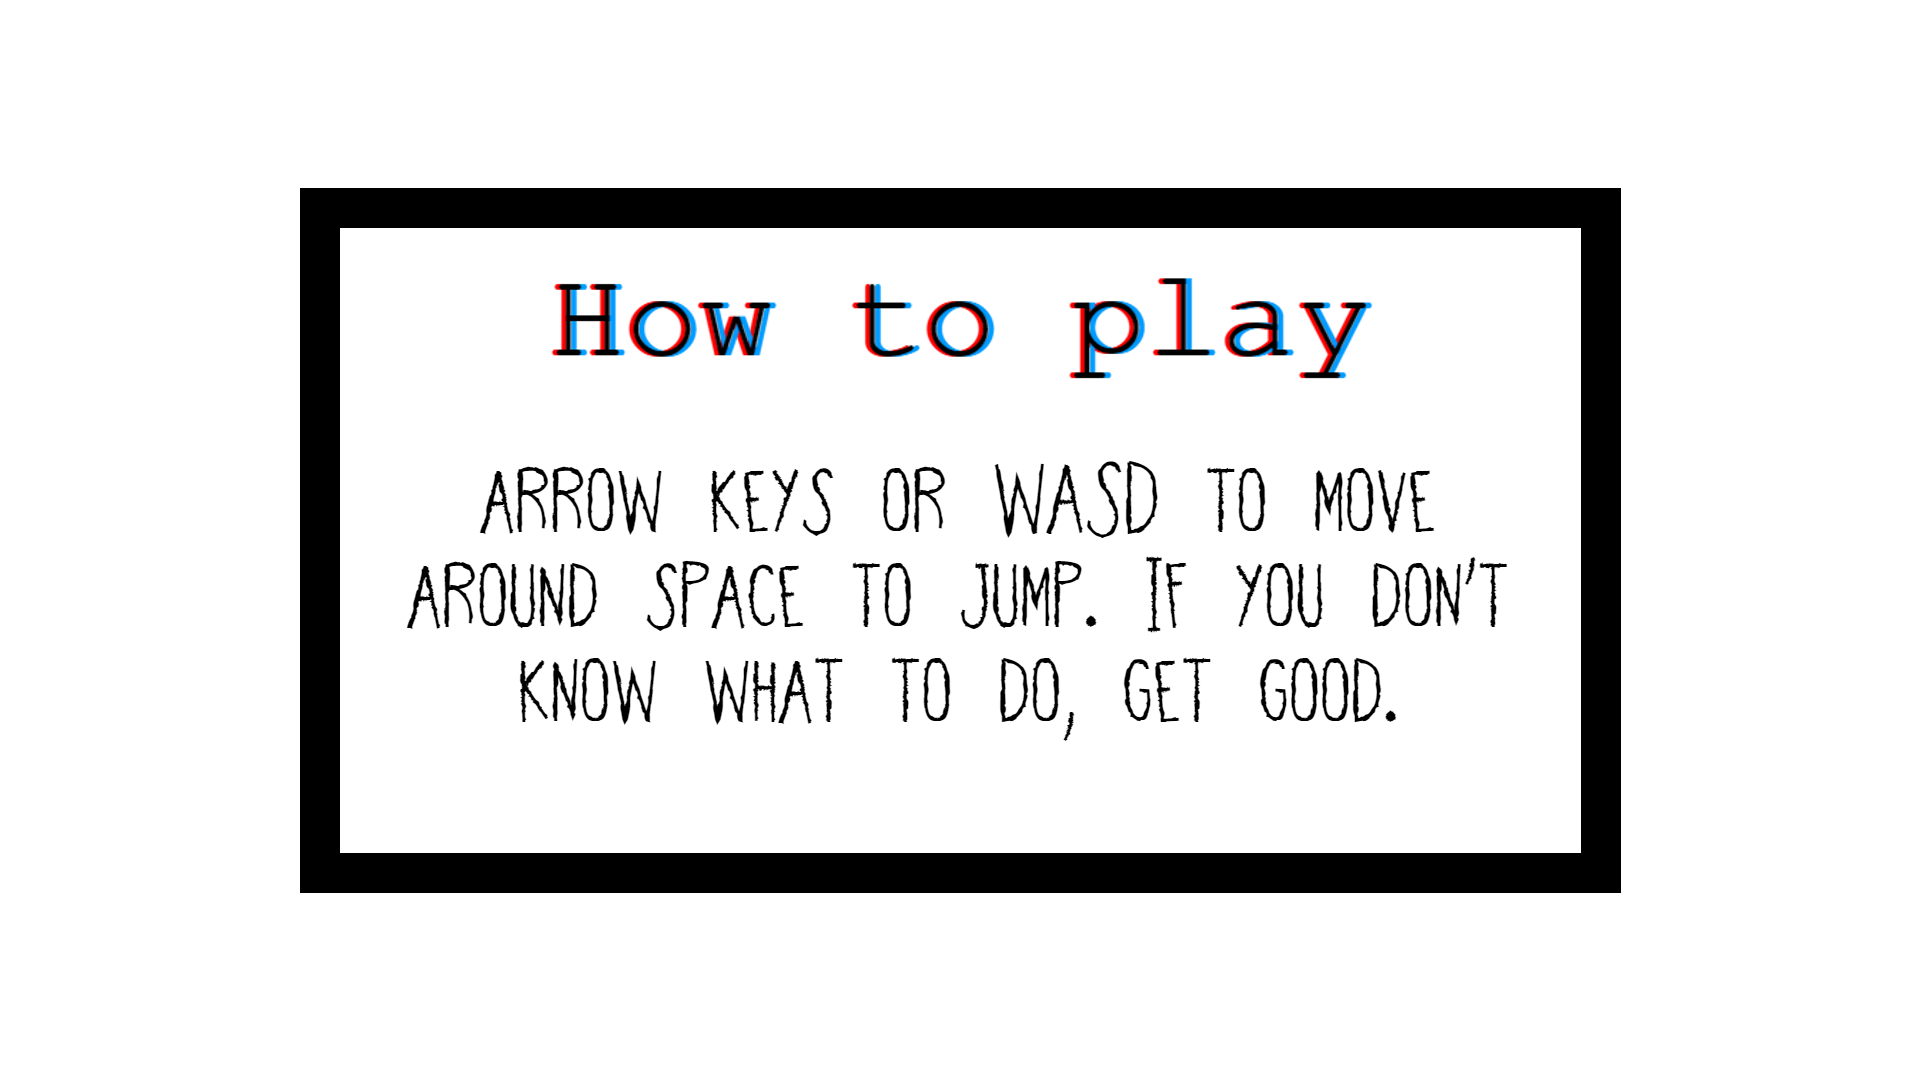 How to play
ARROW KEYS OR WASD TO MOVE
AROUND SPACE TO JUMP. IF YOU DON'T
KNOW WHAT TO DO, GET GOOD.